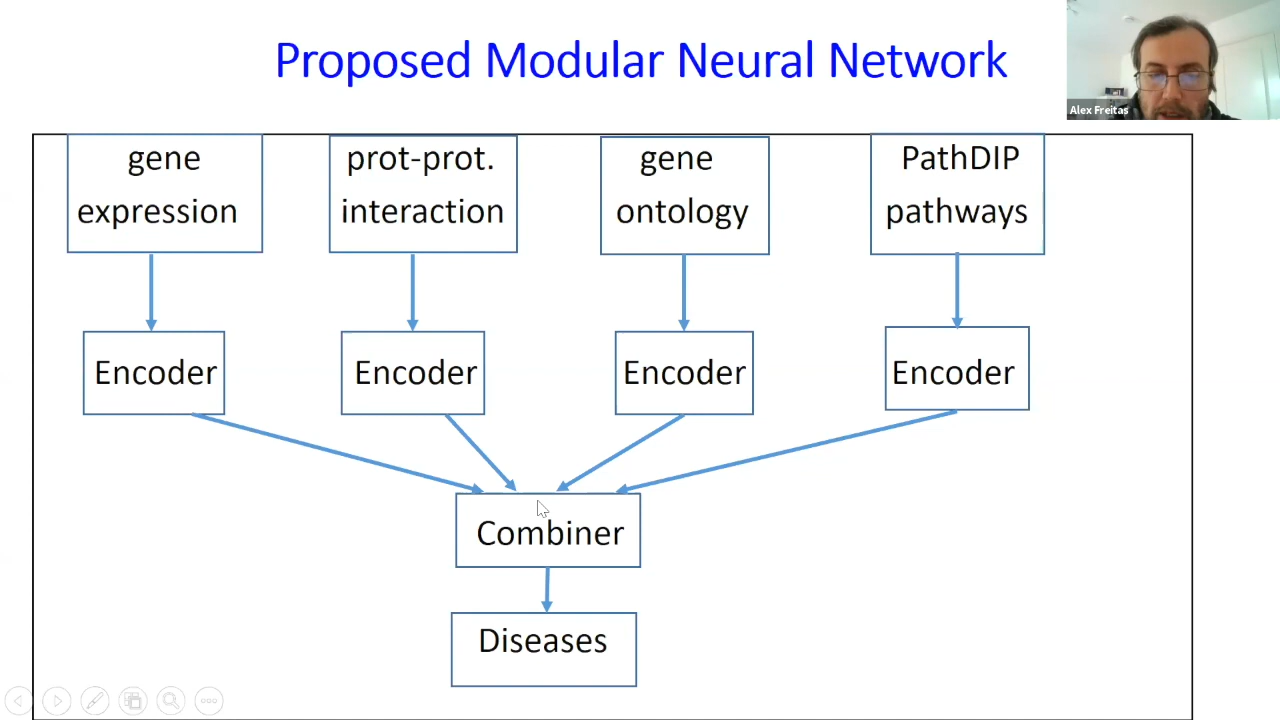 Proposed Modular Neural Network
Alex Freitas
gene
expression
prot-prot.
interaction
gene
ontology
PathDIP
pathways
Encoder
Encoder
Encoder
Encoder
Combiner
Diseases